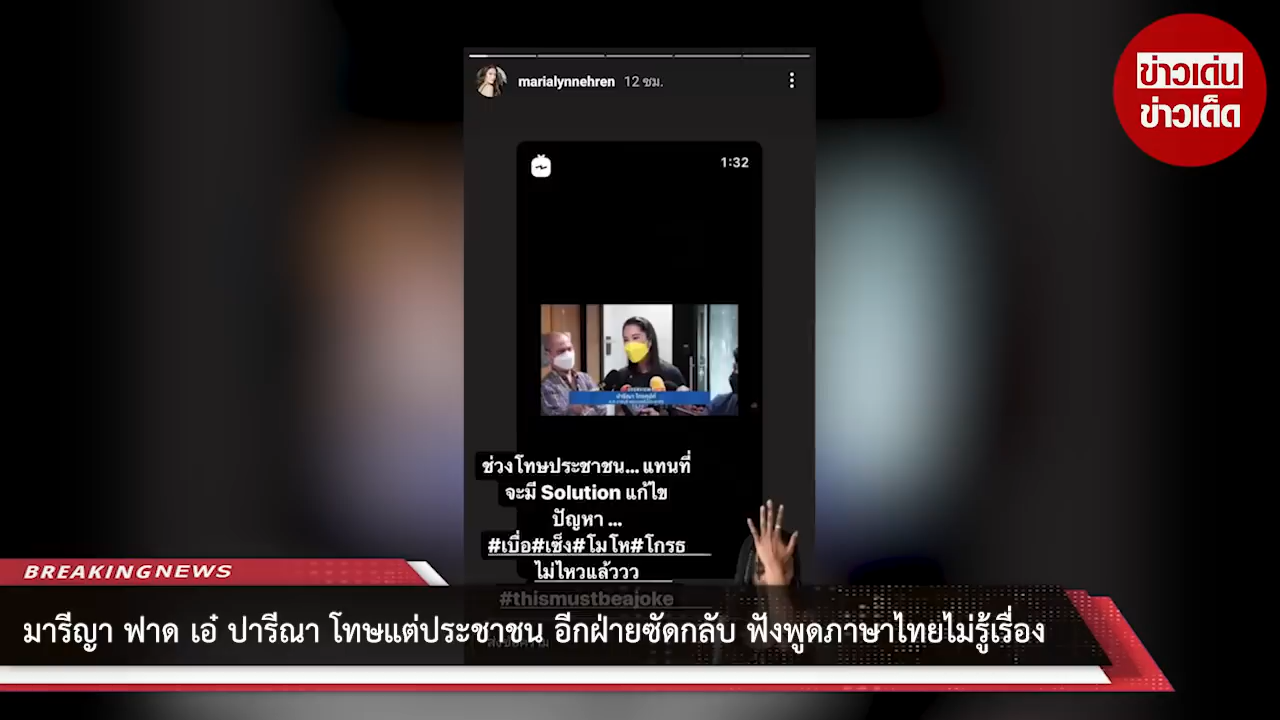 ข่าวเด่น
ข่าวเด็ด
marialynnehren 12 ชม.
1:32
ช่วงโทษประชาชน... แทนที่
จะมี Solution แก้ไข
ปัญหา ...
#เบื่อ#เซ็ง#โมโห#โกรธ
ไม่ไหวแล้ววว
#thismustbeajoke
BREAKING NEWS
มารีญา ฟาด เอ๋ ปารีณา โทษแต่ประชาชน อีกฝ่ายซัดกลับ ฟังพูดภาษาไทยไม่รู้เรื่อง